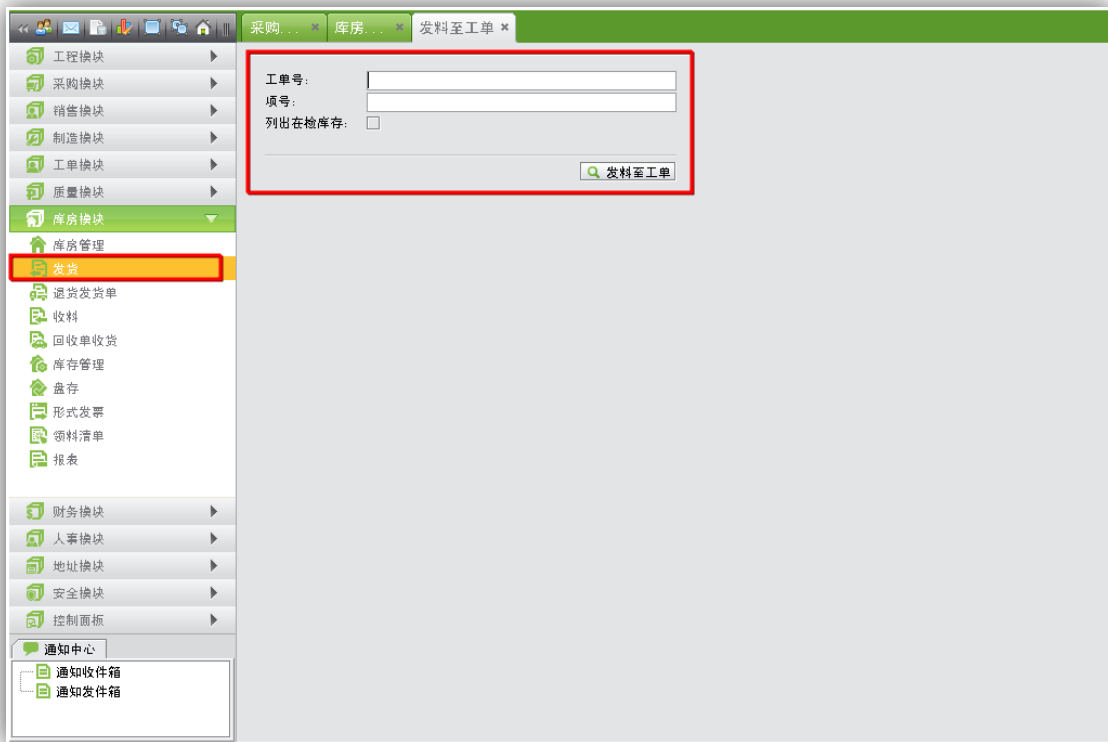 采购... × 库房... × 发料至工单 ×
工程模块
采购模块
销售模块
制造模块
工单模块
质量模块
库房模块
库房管理
发货
退货发货单
收料
回收单收货
库存管理
盘存
形式发票
领料清单
报表
财务模块
人事模块
地址模块
安全模块
控制面板
通知中心
通知收件箱
通知发件箱
工单号:
项号:
列出在检库存:
发料至工单